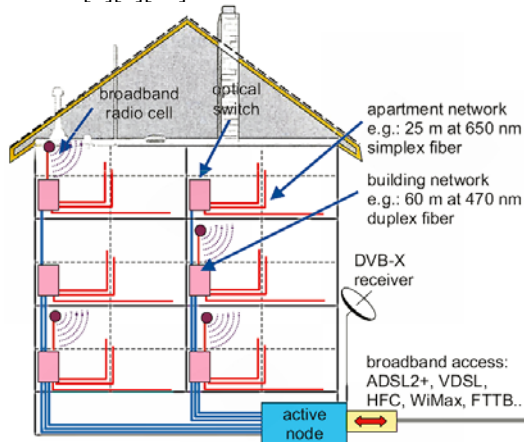 broadband
radio cell
optical
switch
apartment network
e.g.: 25 m at 650 nm
simplex fiber
building network
e.g.: 60 m at 470 nm
duplex fiber
DVB-X
receiver
broadband access:
ADSL2+, VDSL,
HFC, WiMax, FTTB..
active
node